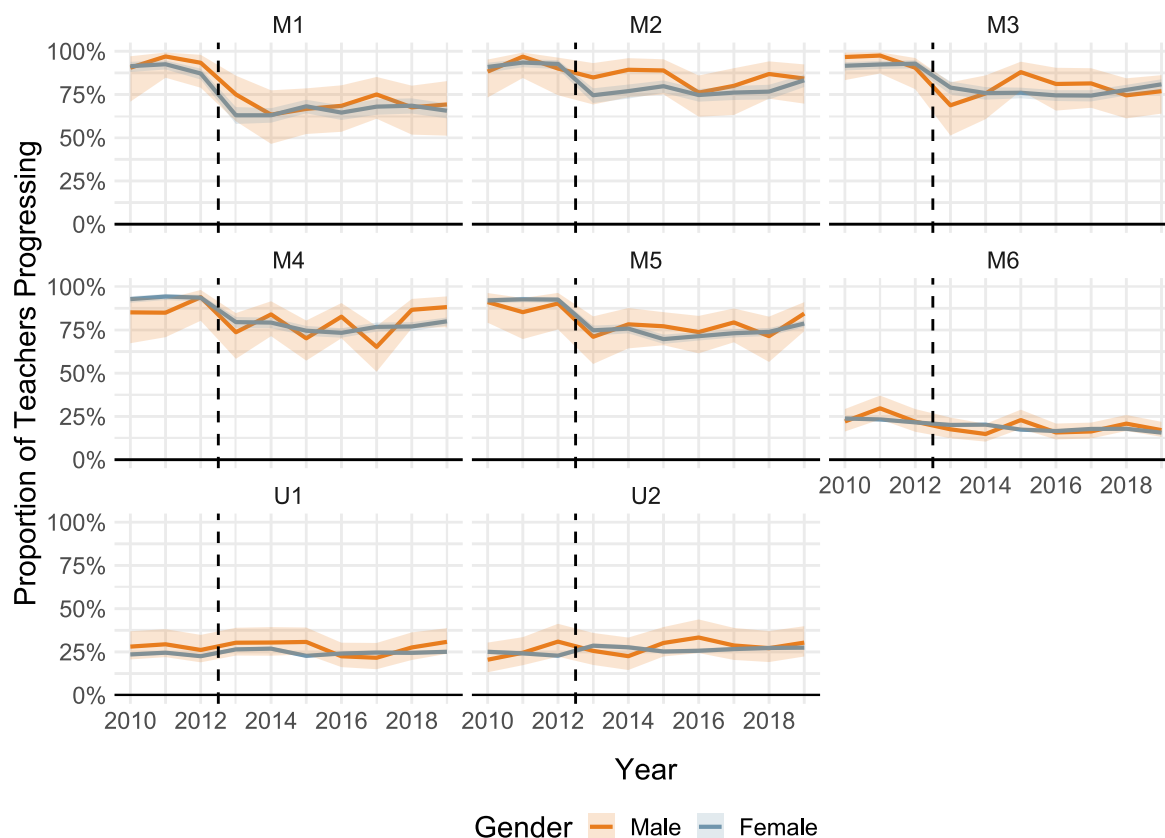 M1 M2 M3
100%
75%
50%
25%
0%
M4 M5 M6
100%
75%
50%
25%
0%
2010 2012 2014 2016 2018
U1 U2
100%
75%
50%
25%
0%
2010 2012 2014 2016 2018 2010 2012 2014 2016 2018
Proportion of Teachers Progressing
Year
Gender Male Female